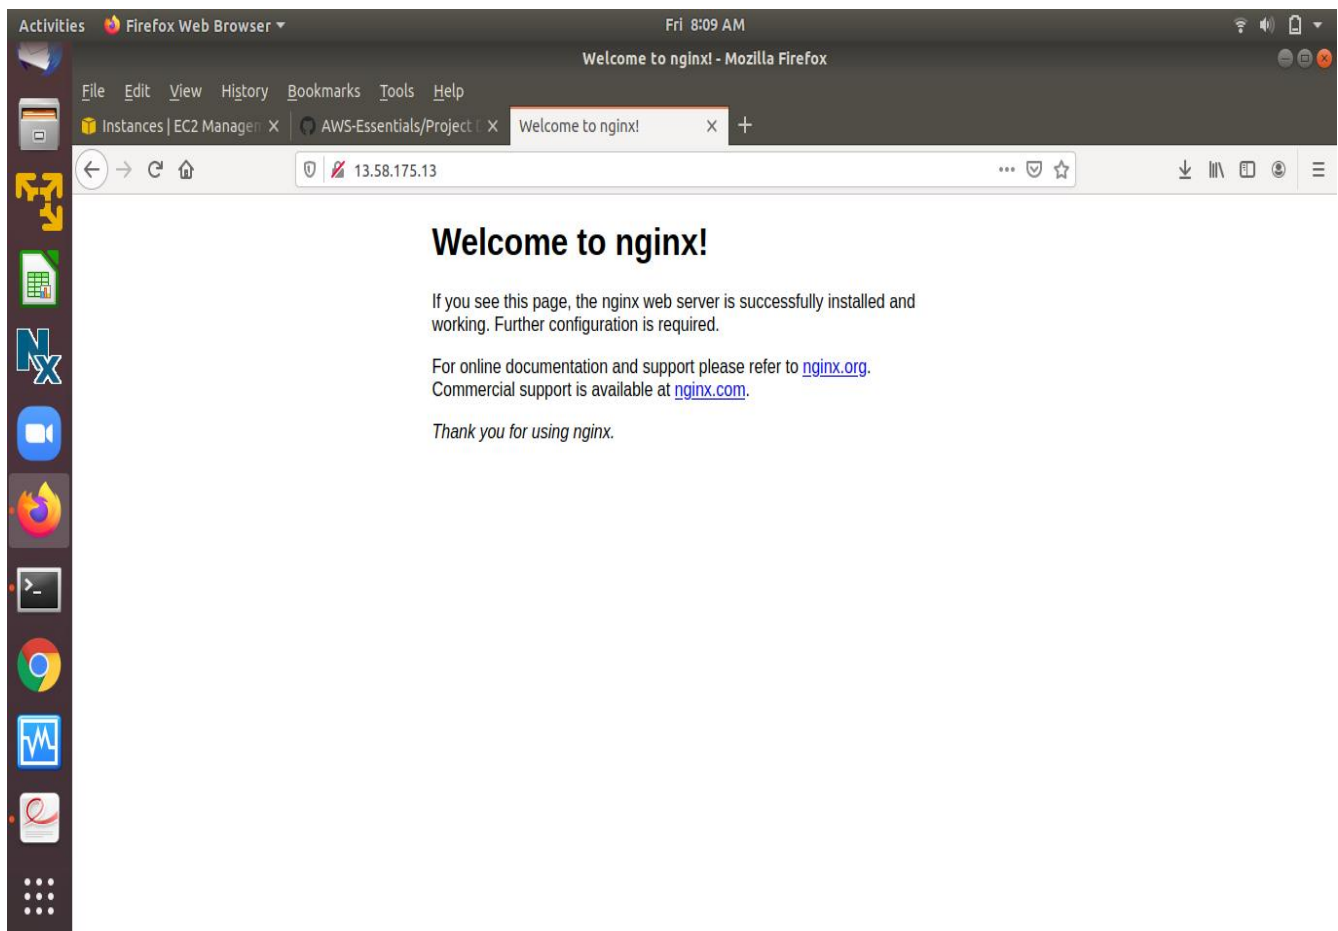 Activities Firefox Web Browser Fri 8:09 AM
Welcome to nginx! - Mozilla Firefox
File Edit View History Bookmarks Tools Help
Instances | EC2 Managem AWS-Essentials/Project D Welcome to nginx!
13.58.175.13
Welcome to nginx!
If you see this page, the nginx web server is successfully installed and
working. Further configuration is required.
For online documentation and support please refer to nginx.org.
Commercial support is available at nginx.com.
Thank you for using nginx.